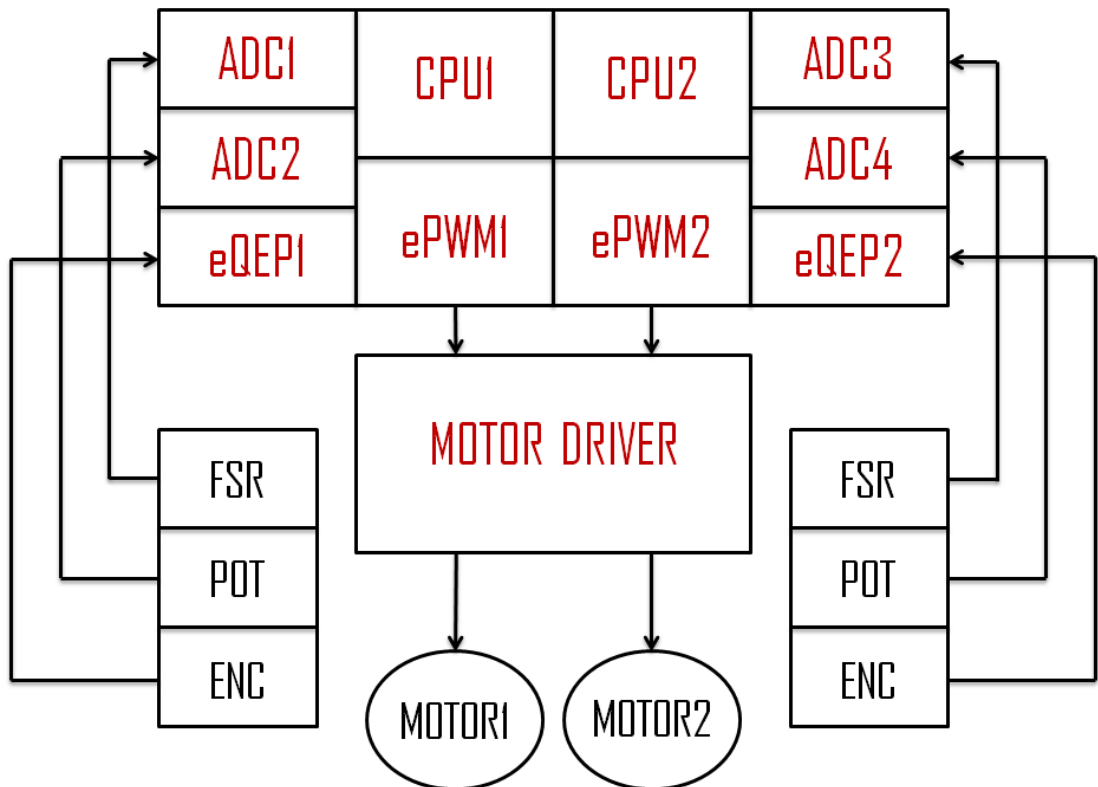 ADC1
CPU1
CPU2
ADC3
ADC2
ADC4
eQEP1
ePWM1
ePWM2
eQEP2
MOTOR DRIVER
FSR
FSR
POT
POT
ENC
ENC
MOTOR1
MOTOR2